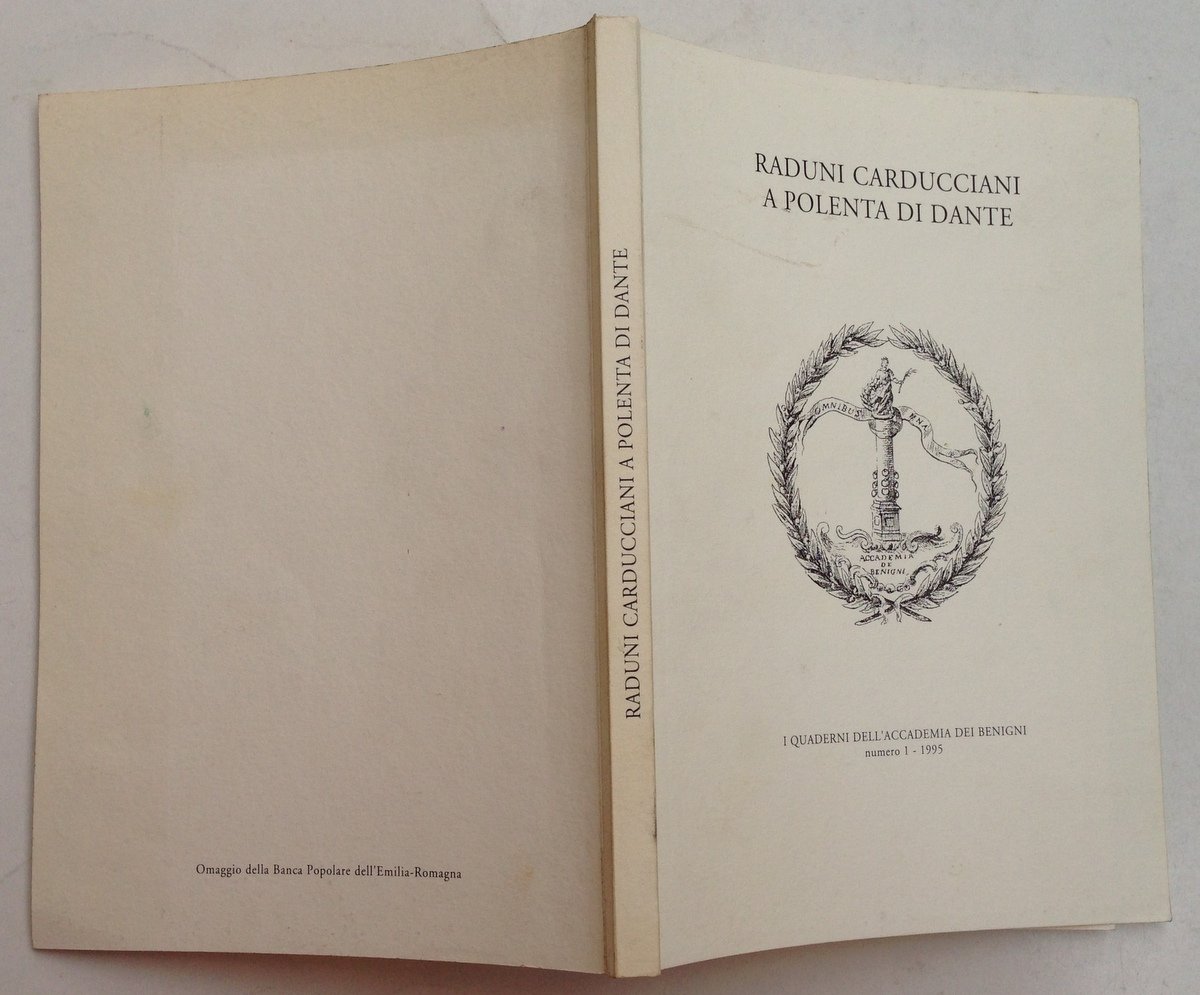 Omaggio della Banca Popolare dell'Emilia-Romagna
RADUNI CARDUCCIANI A POLENTA DI DANTE
RADUNI CARDUCCIANI
A POLENTA DI DANTE
OMNIBUS
ACCADEMIA
DE
BENIGNI
I QUADERNI DELL'ACCADEMIA DEI BENIGNI
numero 1 - 1995